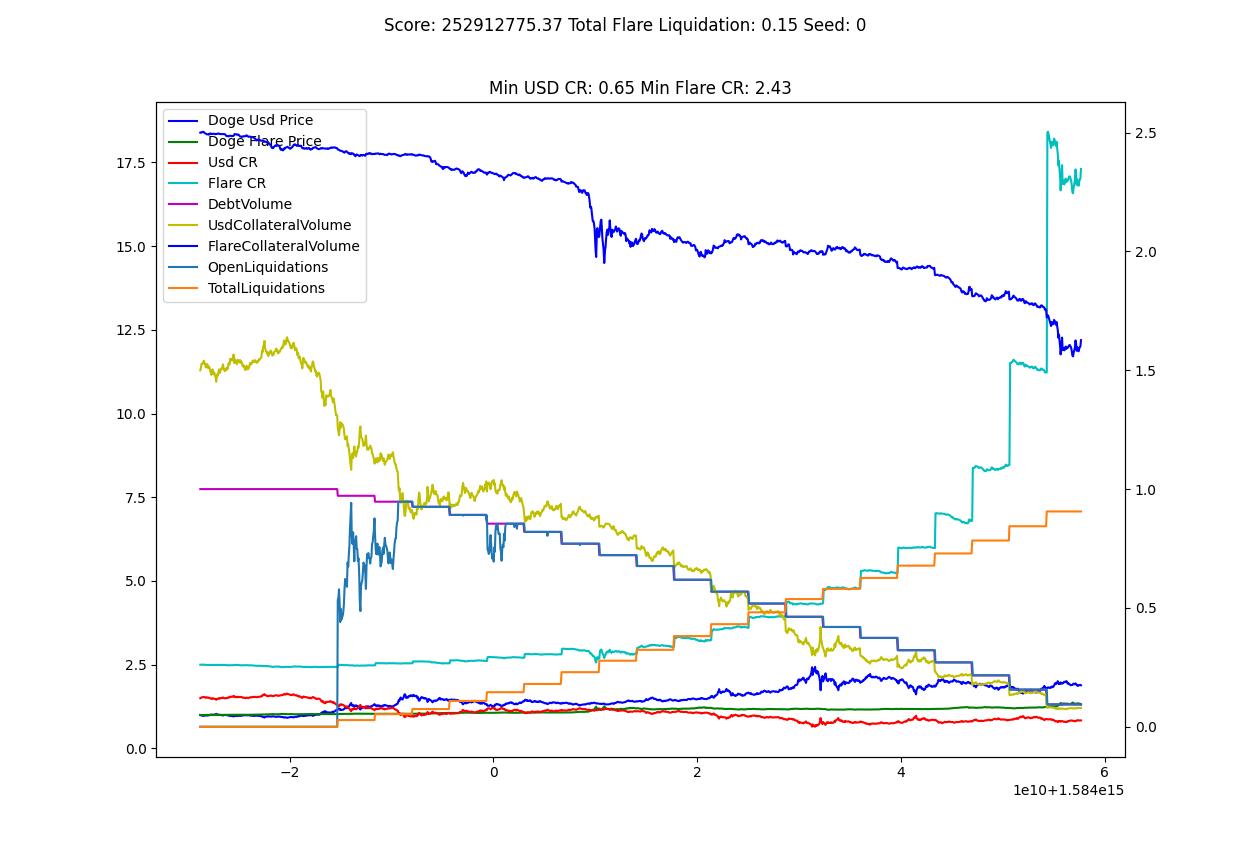 Score: 252912775.37 Total Flare Liquidation: 0.15 Seed: 0
Min USD CR: 0.65 Min Flare CR: 2.43
Doge Usd Price
Doge Flare Price
Usd CR
Flare CR
DebtVolume
UsdCollateralVolume
FlareCollateralVolume
OpenLiquidations
TotalLiquidations
17.5
15.0
12.5
10.0
7.5
5.0
2.5
0.0
2.5
2.0
1.5
1.0
0.5
0.0
−2
0
2
4
6
1e10+1.584e15